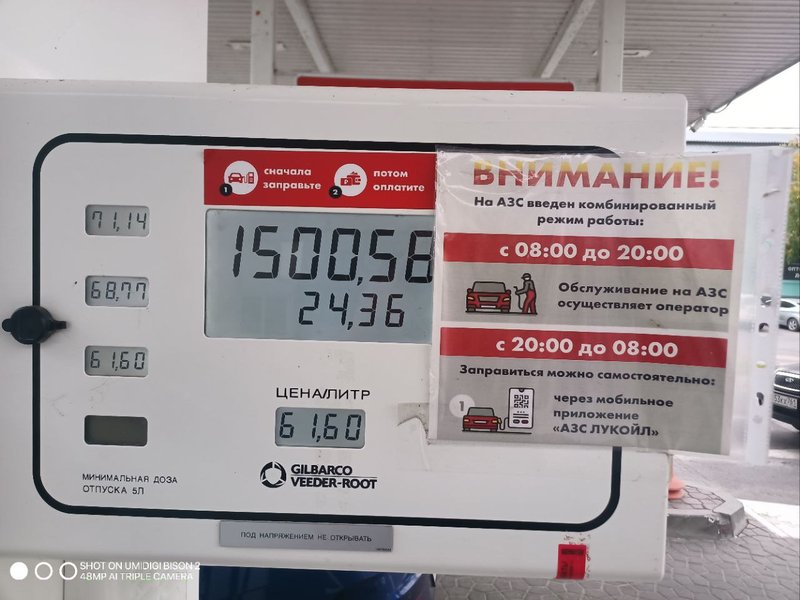 1 сначала заправьте
2 потом оплатите
71,14
68,77
61,60
1500,58
24,36
ЦЕНА/ЛИТР
61,60
МИНИМАЛЬНАЯ ДОЗА
ОТПУСКА 5Л
GILBARCO
VEEDER-ROOT
ПОД НАПРЯЖЕНИЕМ НЕ ОТКРЫВАТЬ
ВНИМАНИЕ!
На АЗС введен комбинированный
режим работы:
с 08:00 до 20:00
Обслуживание на АЗС
осуществляет оператор
с 20:00 до 08:00
Заправиться можно самостоятельно:
1
через мобильное
приложение
«АЗС ЛУКОЙЛ»
SHOT ON UMIDIGI BISON 2
48MP AI TRIPLE CAMERA